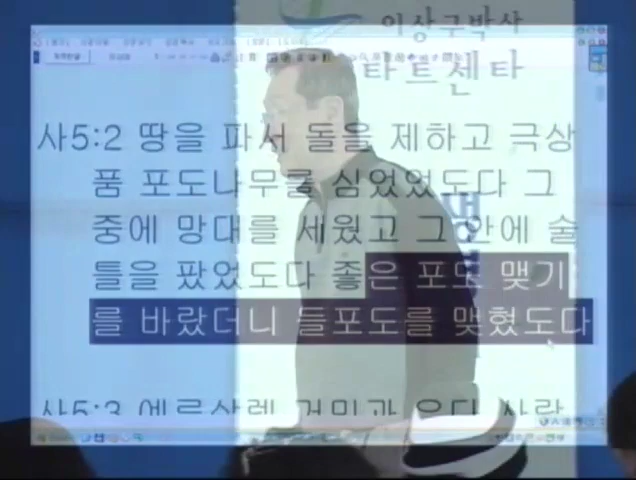 이상구박사
타트센타
사5:2 땅을 파서 돌을 제하고 극상
품 포도나무를 심었었도다 그
중에 망대를 세웠고 그 안에 술
틀을 팠었도다 좋은 포도 맺기
를 바랐더니 들포도를 맺혔도다
사5:3 예루살렘 거민과 유다 사람